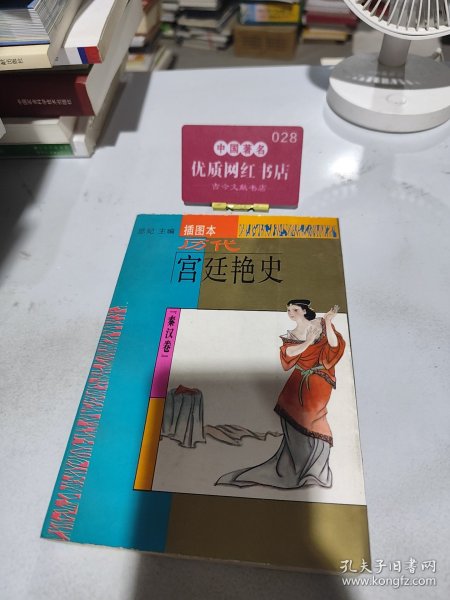 028
中国著名
优质网红书店
古今文献书店
主编
插图本
历代
宫廷艳史
「秦汉卷」
孔夫子旧书网
www.kongfz.com